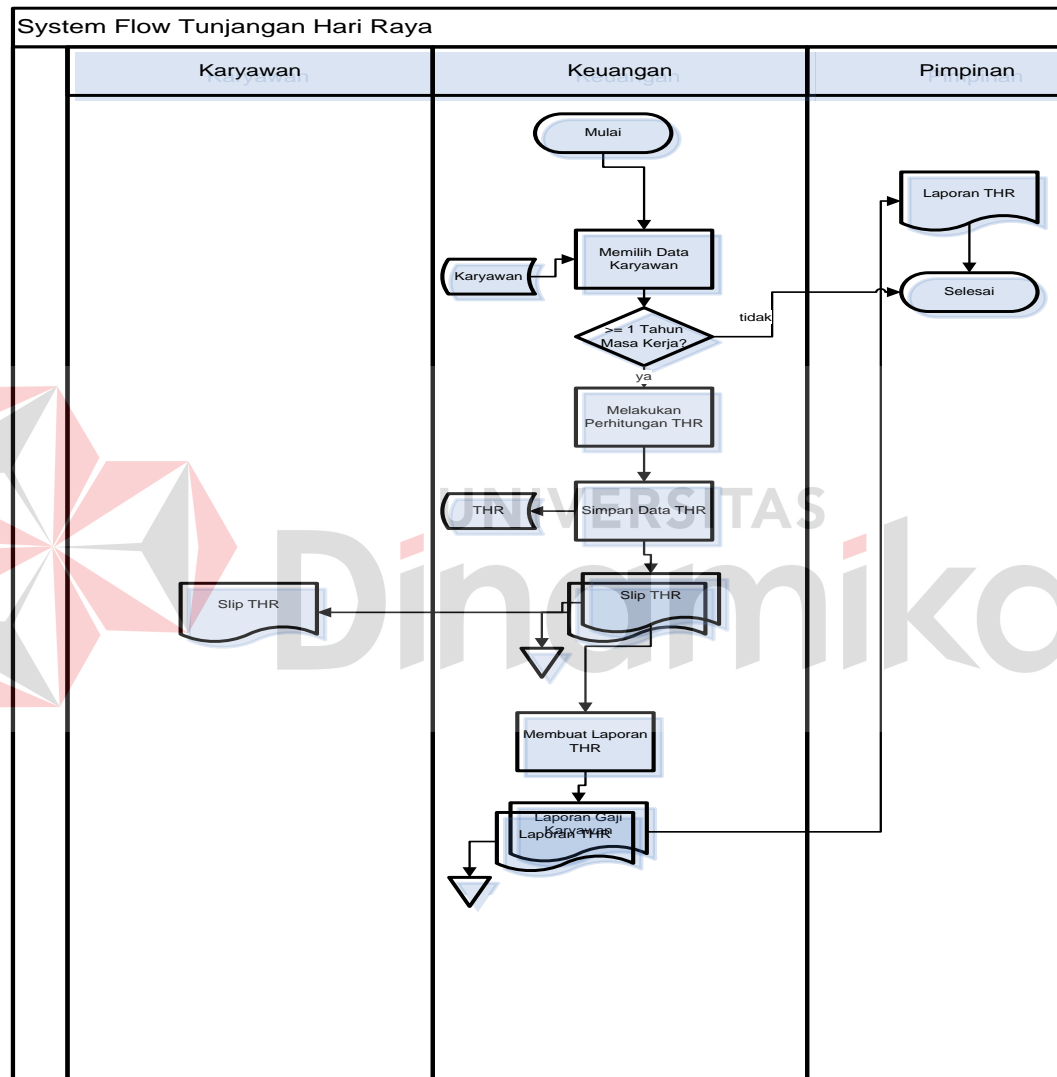 System Flow Tunjangan Hari Raya
Karyawan
Keuangan
Pimpinan
Mulai
Laporan THR
Memilih Data
Karyawan
Karyawan
Selesai
tidak
>= 1 Tahun
Masa Kerja?
ya
Melakukan
Perhitungan THR
THR
Simpan Data THR
UNIVERSITAS
Dinamika
Slip THR
Slip THR
Membuat Laporan
THR
Laporan Gaji
Karyawan
Laporan THR